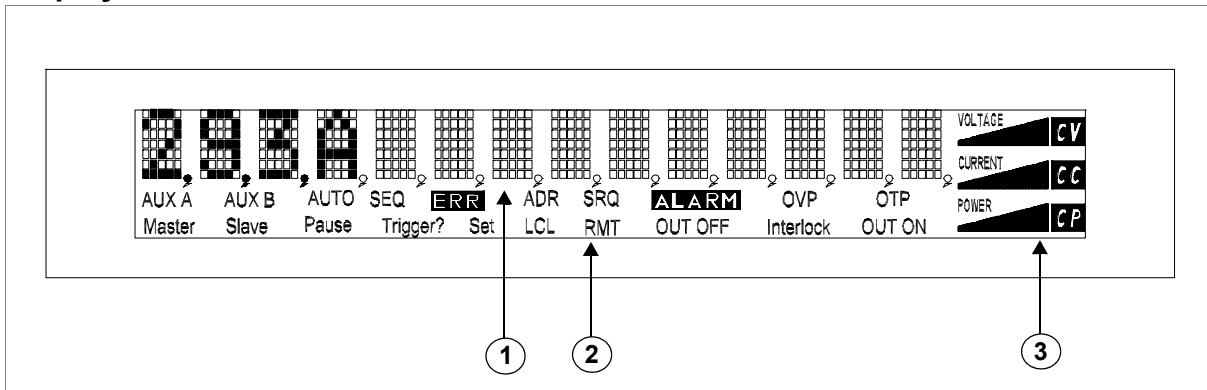 2.9.3.A
VOLTAGE CV
CURRENT CC
AUX A AUX B AUTO SEQ ERR ADR SRQ ALARM OVP OTP
POWER CP
Master Slave Pause Trigger? Set LCL RMT OUT OFF Interlock OUT ON
1 2 3